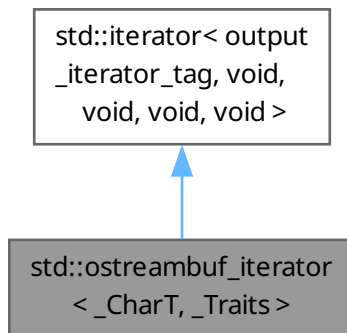 std::iterator< output
_iterator_tag, void,
void, void, void >
std::ostreambuf_iterator
< _CharT, _Traits >